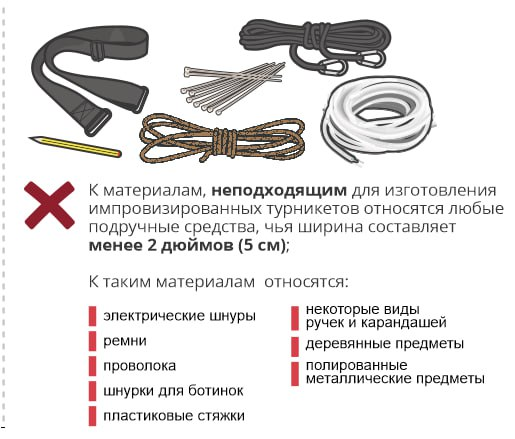 К материалам, неподходящим для изготовления
импровизированных турникетов относятся любые
подручные средства, чья ширина составляет
менее 2 дюймов (5 см);
К таким материалам относятся:
электрические шнуры
ремни
проволока
шнурки для ботинок
пластиковые стяжки
некоторые виды
ручек и карандашей
деревянные предметы
полированные
металлические предметы